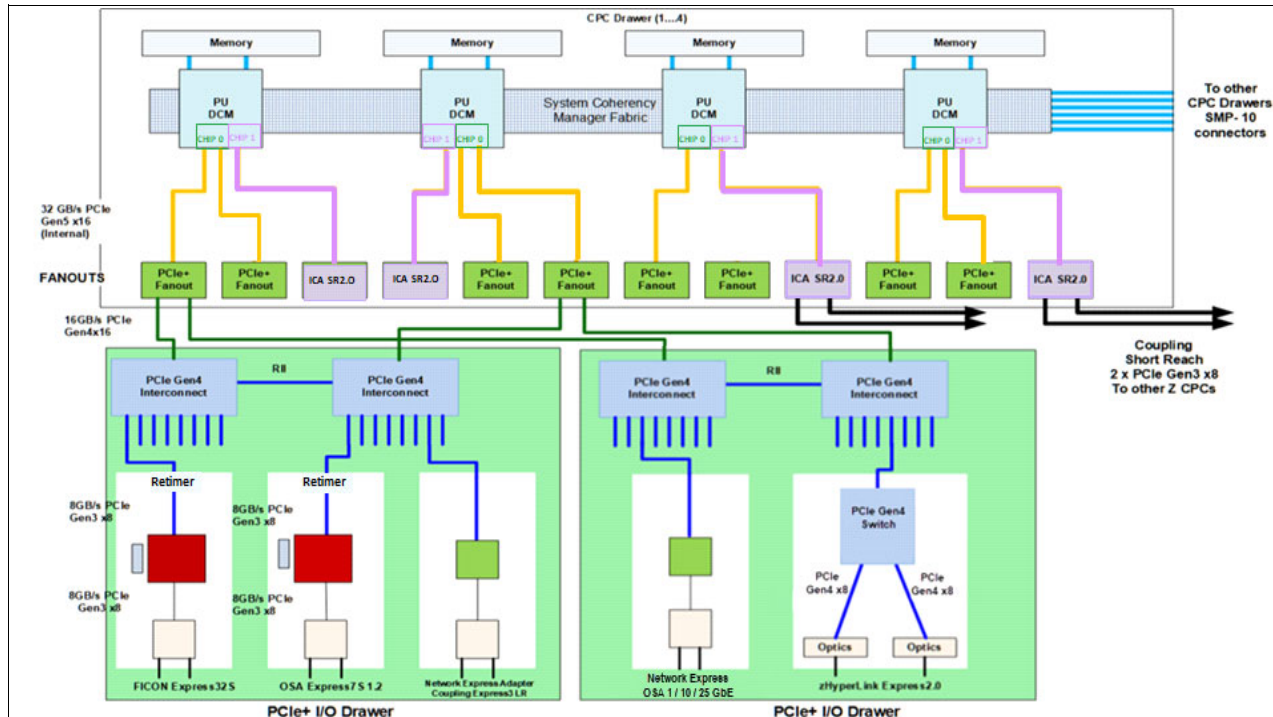 CPC Drawer (1....4)
Memory
Memory
Memory
Memory
PU
DCM
PU
DCM
System Coherency
Manager Fabric
PU
DCM
PU
DCM
CHIP 0
CHIP 1
CHIP 1
CHIP 0
CHIP 0
CHIP 1
CHIP 0
CHIP 1
To other
CPC Drawers
SMP- 10
connectors
32 GB/s PCIe
Gen5 x16
(Internal)
FANOUTS
PCIe+
Fanout
PCIe+
Fanout
ICA SR2.O
ICA SR2.O
PCIe+
Fanout
PCIe+
Fanout
PCIe+
Fanout
PCIe+
Fanout
ICA SR2.0
PCIe+
Fanout
PCIe+
Fanout
ICA SR2.0
16GB/s PCIe
Gen4x16
Coupling
Short Reach
2 x PCIe Gen3 x8
To other Z CPCs
PCIe Gen4
Interconnect
RII
PCIe Gen4
Interconnect
PCIe Gen4
Interconnect
RII
PCIe Gen4
Interconnect
Retimer
Retimer
8GB/s PCIe
Gen3 x8
8GB/s PCIe
Gen3 x8
PCIe Gen4
Switch
8GB/s PCIe
Gen3 x8
8GB/s PCIe
Gen3 x8
PCIe
Gen4 x8
PCIe
Gen4 x8
Optics
Optics
FICON Express32S
OSA Express7S 1.2
Network Express Adapter
Coupling Express3 LR
Network Express
OSA 1 / 10 / 25 GbE
zHyperLink Express2.0
PCIe+ I/O Drawer
PCIe+ I/O Drawer